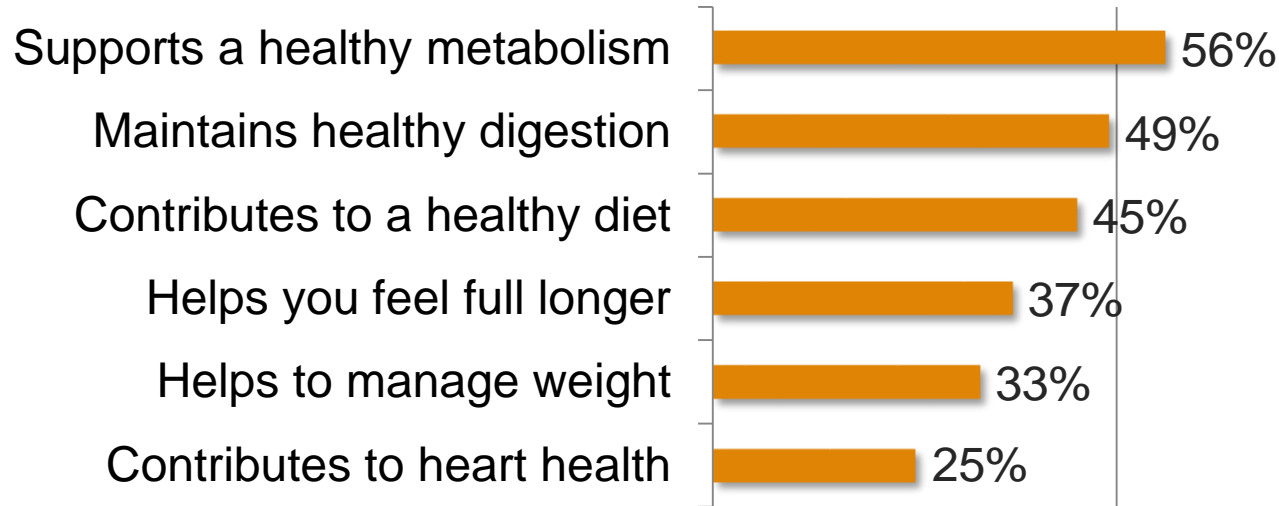 Supports a healthy metabolism 56%
Maintains healthy digestion 49%
Contributes to a healthy diet 45%
Helps you feel full longer 37%
Helps to manage weight 33%
Contributes to heart health 25%